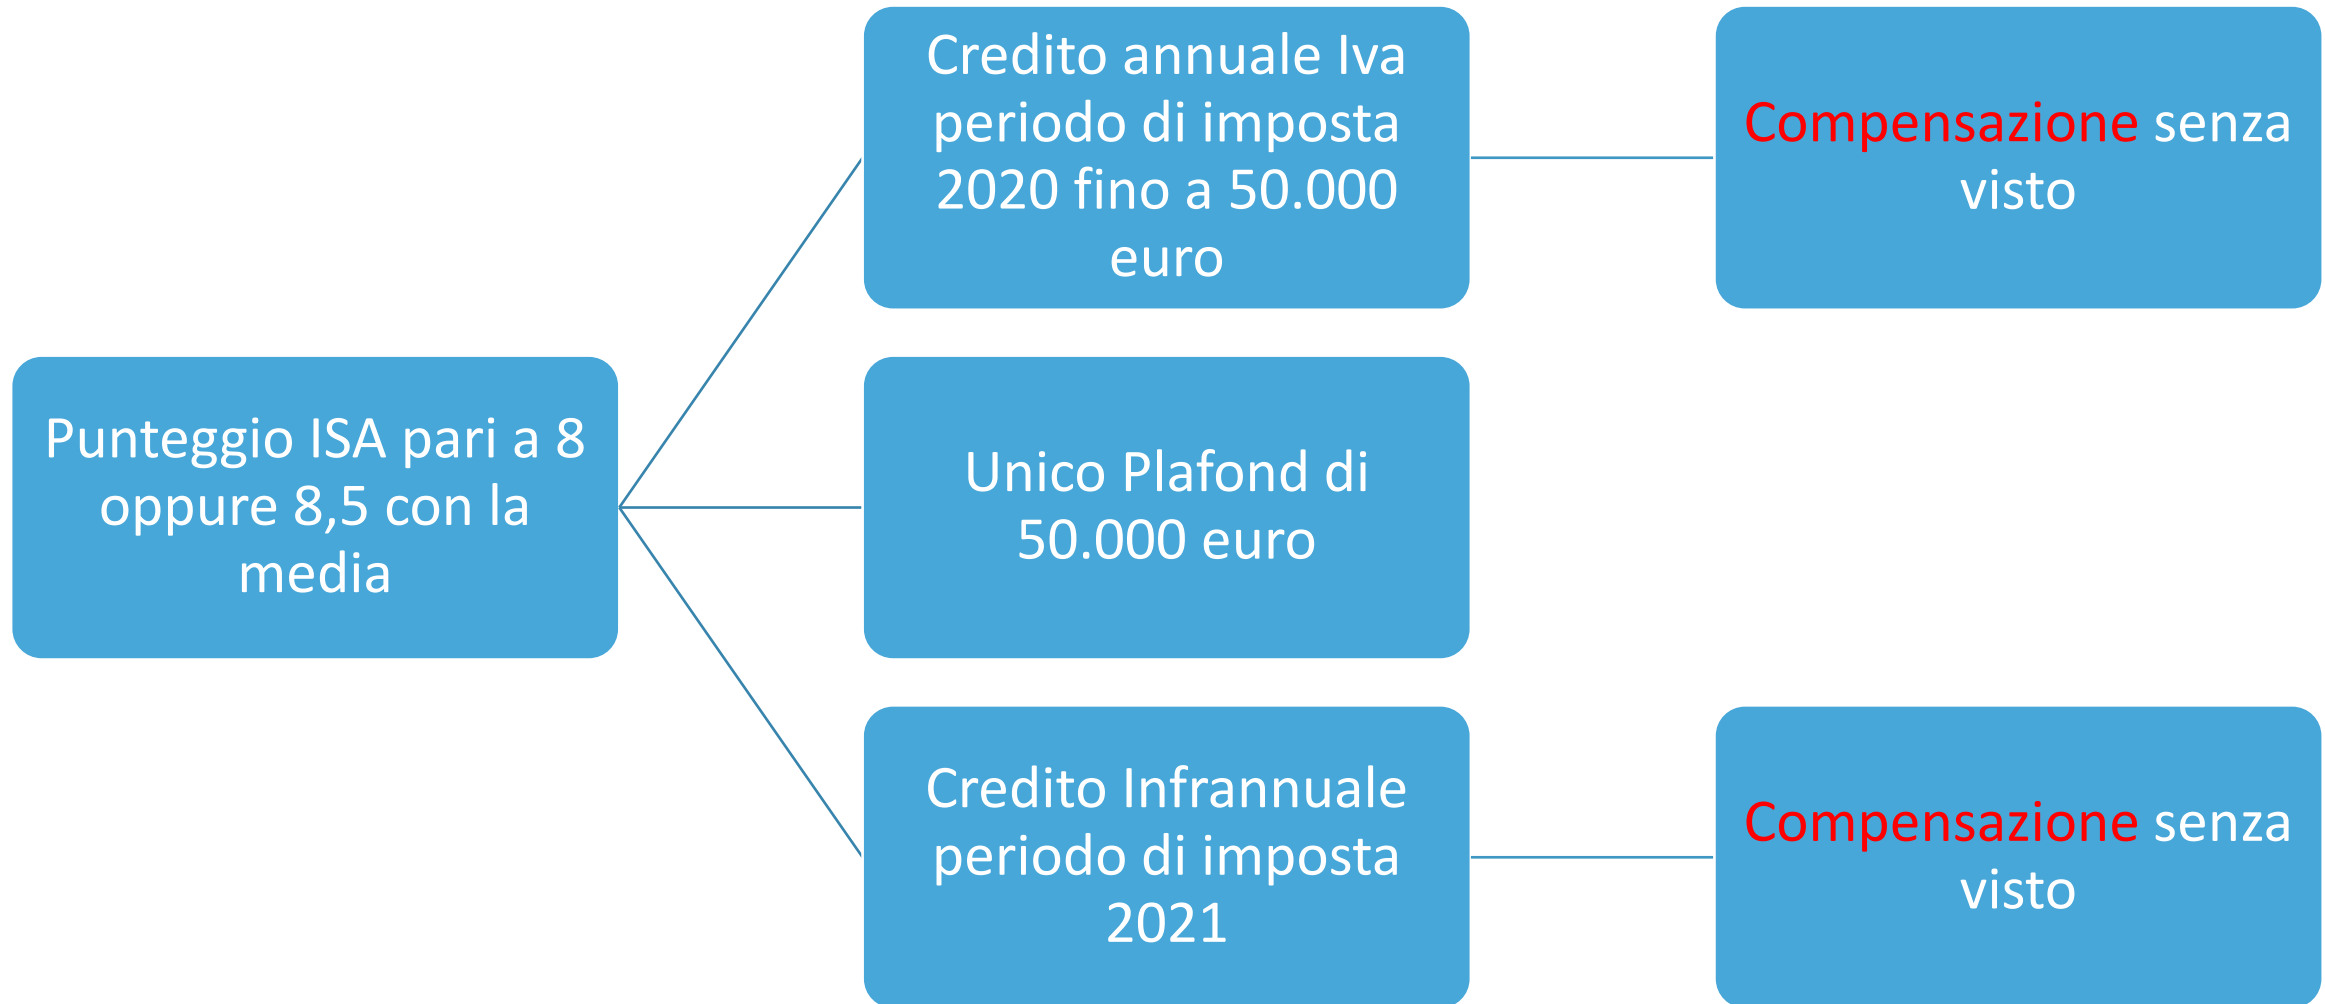 Punteggio ISA pari a 8
oppure 8,5 con la
media
Credito annuale Iva
periodo di imposta
2020 fino a 50.000
euro
Compensazione senza
visto
Unico Plafond di
50.000 euro
Credito Infrannuale
periodo di imposta
2021
Compensazione senza
visto